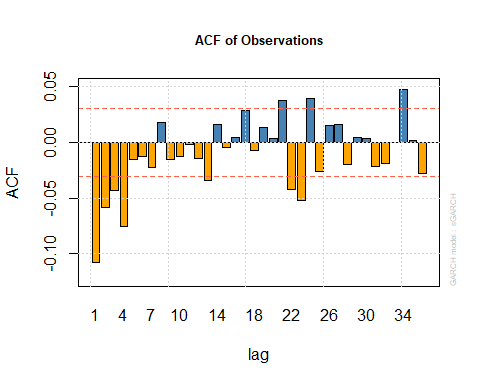 ACF of Observations
ACF
0.05
0.00
-0.05
-0.10
1 4 7 10 14 18 22 26 30 34
lag
GARCH model : sGARCH